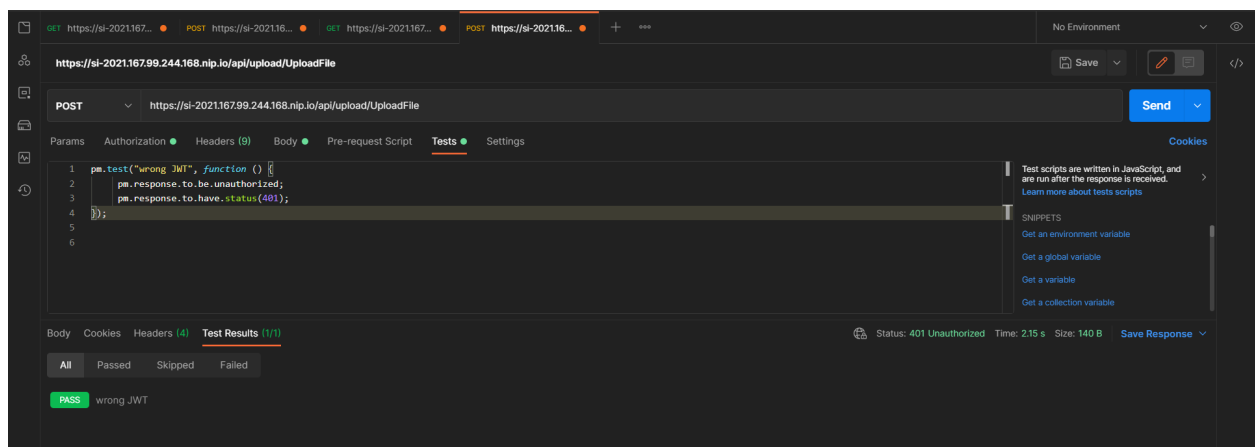 GET https://si-2021.167... POST https://si-2021.16... GET https://si-2021.167... POST https://si-2021.16... No Environment
https://si-2021.167.99.244.168.nip.io/api/upload/UploadFile Save
POST https://si-2021.167.99.244.168.nip.io/api/upload/UploadFile Send
Params Authorization Headers (9) Body Pre-request Script Tests Settings Cookies
1 pm.test("wrong JWT", function () {
2 pm.response.to.be.unauthorized;
3 pm.response.to.have.status(401);
4 });
5
6
Test scripts are written in JavaScript, and
are run after the response is received.
Learn more about tests scripts
SNIPPETS
Get an environment variable
Get a global variable
Get a variable
Get a collection variable
Body Cookies Headers (4) Test Results (1/1) Status: 401 Unauthorized Time: 2.15 s Size: 140 B Save Response
All Passed Skipped Failed
PASS wrong JWT